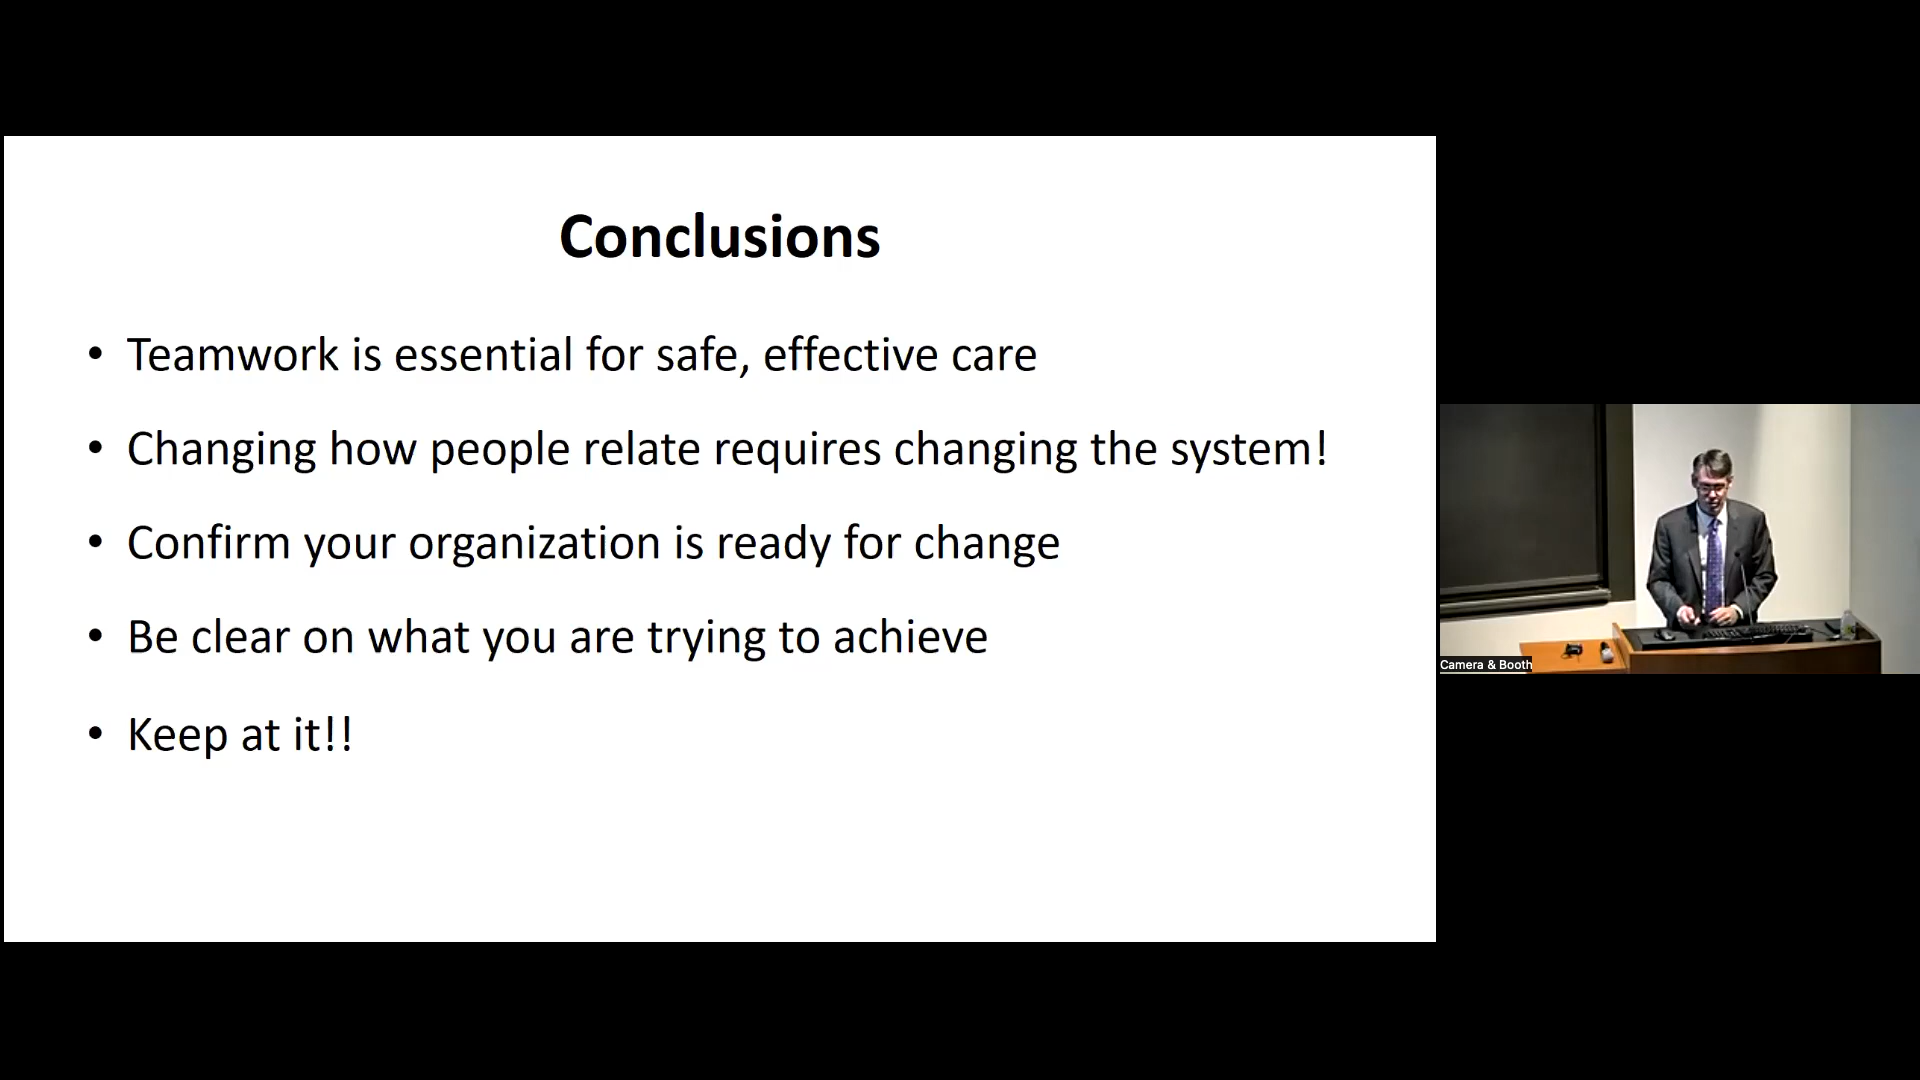 Conclusions
• Teamwork is essential for safe, effective care
• Changing how people relate requires changing the system!
• Confirm your organization is ready for change
• Be clear on what you are trying to achieve
• Keep at it!!
Camera & Booth